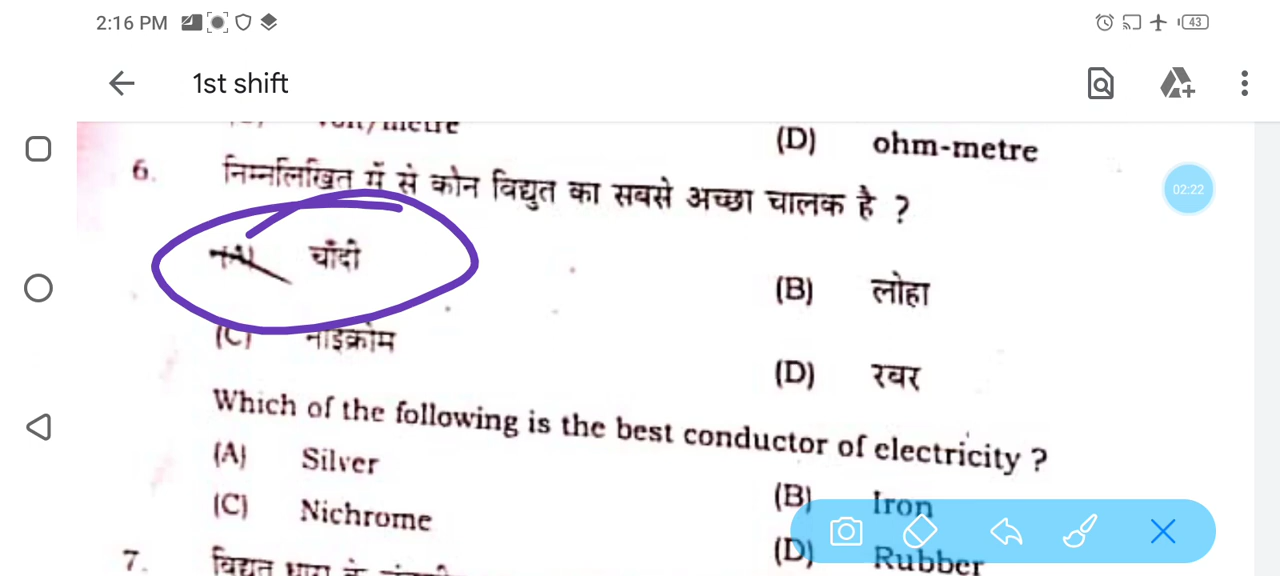 2:16 PM
43
1st shift
(D) ohm-metre
02:22
6. निम्नलिखित में से कोन विद्युत का सबसे अच्छा चालक है ?
चाँदी
(B) लोहा
(C) नाइक्रोम
(D) रबर
Which of the following is the best conductor of electricity ?
(A) Silver
(B) Iron
(C) Nichrome
(D) Rubber
7. विद्युत धारा के